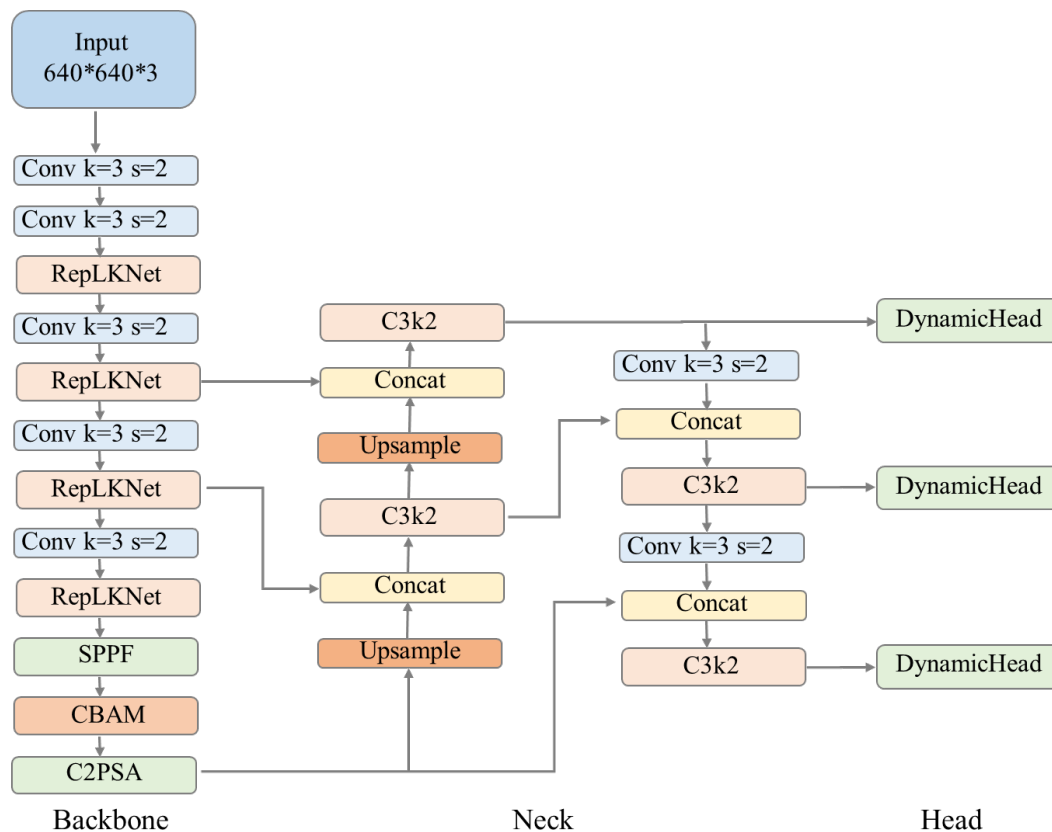 Input
640*640*3
Conv k=3 s=2
Conv k=3 s=2
RepLKNet
Conv k=3 s=2
RepLKNet
Conv k=3 s=2
RepLKNet
Conv k=3 s=2
RepLKNet
SPPF
CBAM
C2PSA
Backbone
C3k2
Concat
Upsample
C3k2
Concat
Upsample
Conv k=3 s=2
Concat
C3k2
Conv k=3 s=2
Concat
C3k2
Neck
DynamicHead
DynamicHead
DynamicHead
Head